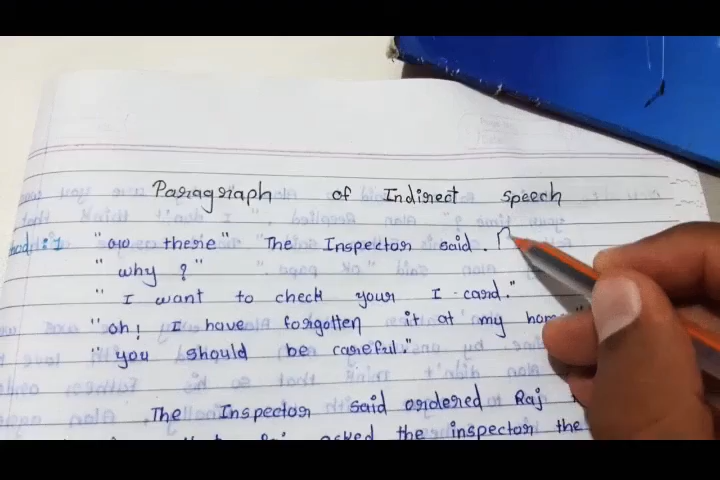 Paragraph of Indirect speech
"Go there" The Inspector said.
"why ?"
"I want to check your I-card."
"oh! I have forgotten it at my
"you should be careful."
The Inspector said ordered Raj
asked the inspector the